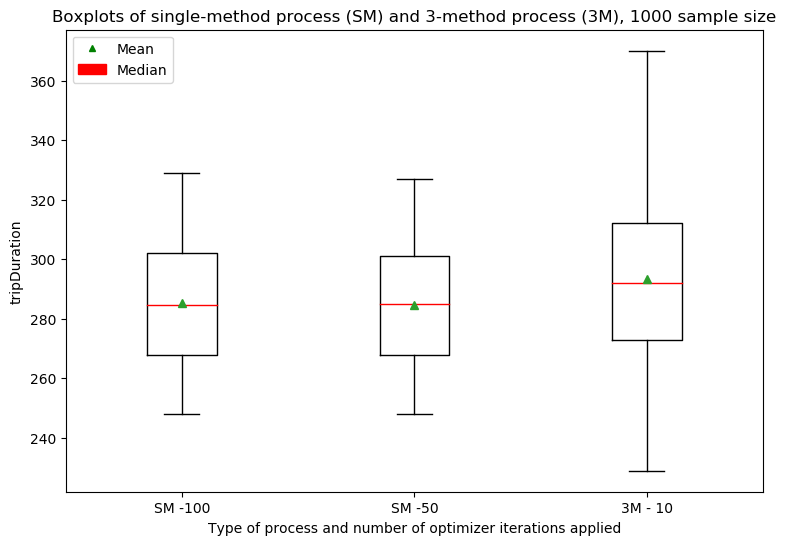 Boxplots of single-method process (SM) and 3-method process (3M), 1000 sample size
Mean
Median
360
340
320
300
280
260
240
tripDuration
SM -100
SM -50
3M - 10
Type of process and number of optimizer iterations applied